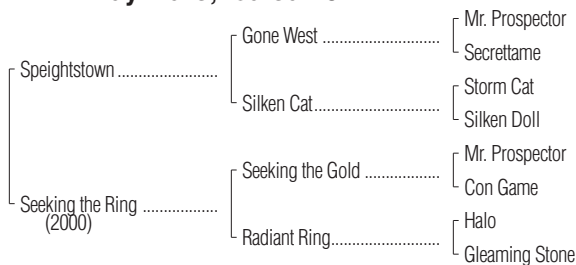 Mr. Prospector
Gone West ............................
Secrettame
Speightstown ........................
Storm Cat
Silken Cat..............................
Silken Doll
Mr. Prospector
Seeking the Gold ..................
Con Game
Seeking the Ring ..................
(2000)
Halo
Radiant Ring..........................
Gleaming Stone